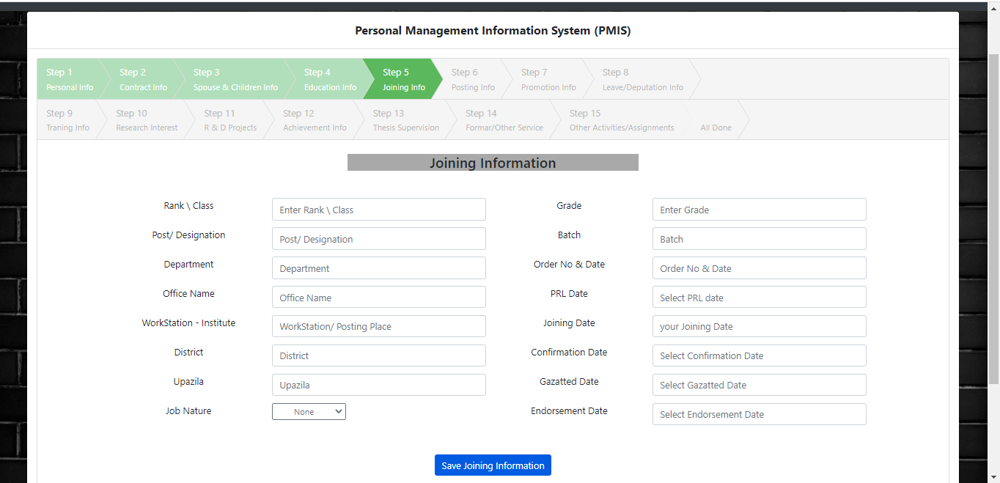 Personal Management Information System (PMIS)
Step 1 Step 2 Step 3 Step 4 Step 5 Step 6 Step 7 Step 8
Personal Info Contract Info Spouse & Children Info Education Info Joining Info Posting Info Promotion Info Leave/Deputation Info
Step 9 Step 10 Step 11 Step 12 Step 13 Step 14 Step 15
Traning Info Research Interest R & D Projects Achievement Info Thesis Supervision Formar/Other Service Other Activities/Assignments All Done
Joining Information
Rank \ Class Enter Rank \ Class Grade Enter Grade
Post/ Designation Post/ Designation Batch Batch
Department Department Order No & Date Order No & Date
Office Name Office Name PRL Date Select PRL date
WorkStation - Institute WorkStation/ Posting Place Joining Date your Joining Date
District District Confirmation Date Select Confirmation Date
Upazila Upazila Gazatted Date Select Gazatted Date
Job Nature None Endorsement Date Select Endorsement Date
Save Joining Information